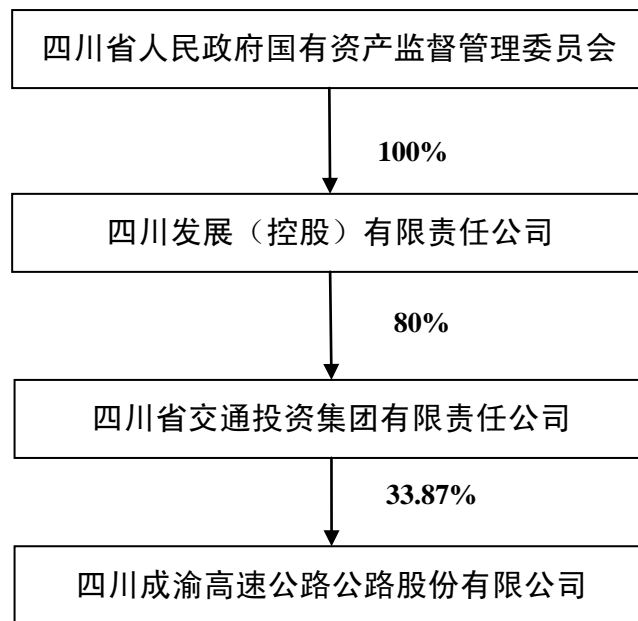 四川省人民政府国有资产监督管理委员会
100%
四川发展（控股）有限责任公司
80%
四川省交通投资集团有限责任公司
33.87%
四川成渝高速公路公路股份有限公司